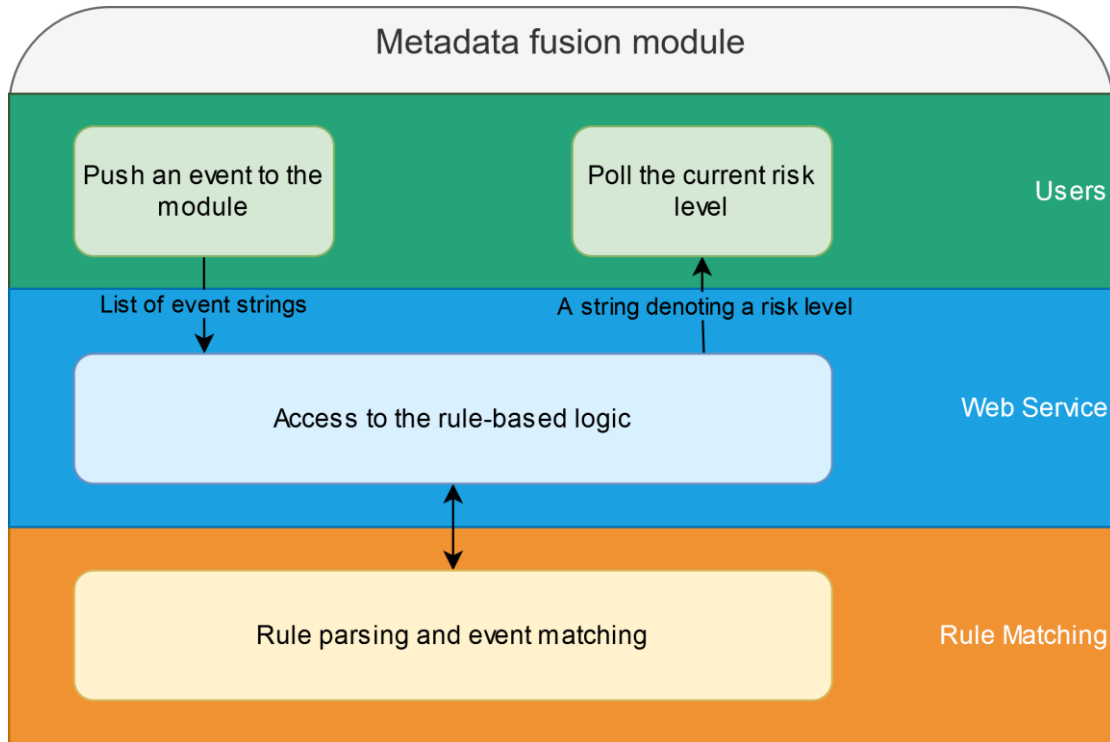 Metadata fusion module
Push an event to the
module
Poll the current risk
level
Users
List of event strings
A string denoting a risk level
Access to the rule-based logic
Web Service
Rule parsing and event matching
Rule Matching